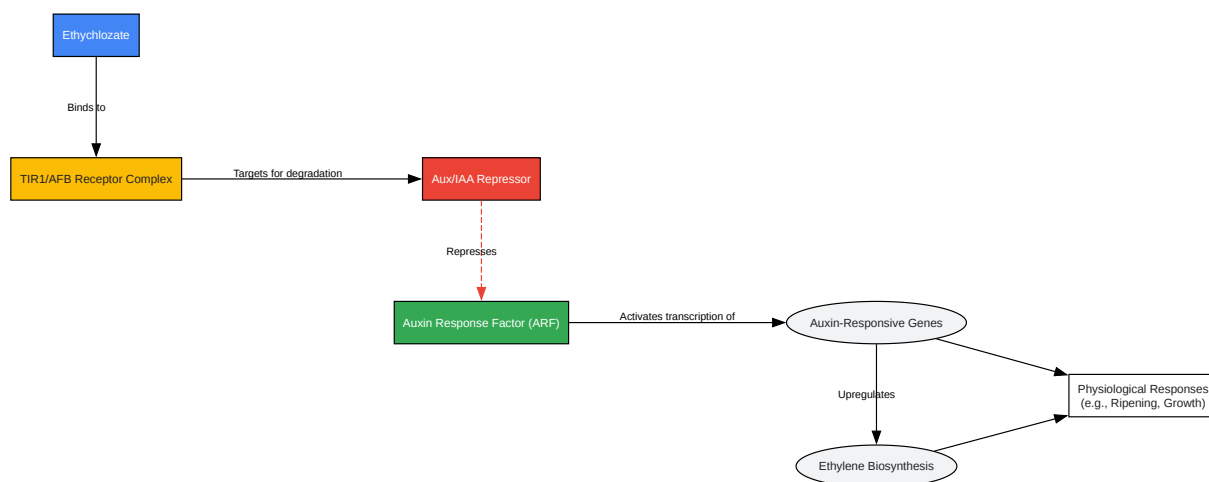 Ethychlozate
Binds to
TIR1/AFB Receptor Complex
Targets for degradation
Aux/IAA Repressor
Represses
Auxin Response Factor (ARF)
Activates transcription of
Auxin-Responsive Genes
Upregulates
Physiological Responses
(e.g., Ripening, Growth)
Ethylene Biosynthesis